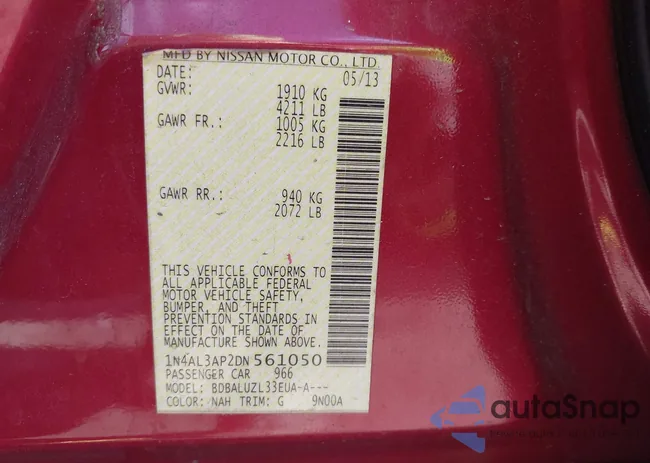 MFD BY NISSAN MOTOR CO., LTD.
DATE: 05/13
GVWR: 1910 KG
4211 LB
GAWR FR.: 1005 KG
2216 LB
GAWR RR.: 940 KG
2072 LB
THIS VEHICLE CONFORMS TO
ALL APPLICABLE FEDERAL
MOTOR VEHICLE SAFETY,
BUMPER, AND THEFT
PREVENTION STANDARDS IN
EFFECT ON THE DATE OF
MANUFACTURE SHOWN ABOVE.
1N4AL3AP2DN561050
PASSENGER CAR 966
MODEL: BDBALUZL33EUA-A---
COLOR: NAH TRIM: G 9N00A
autaSnap